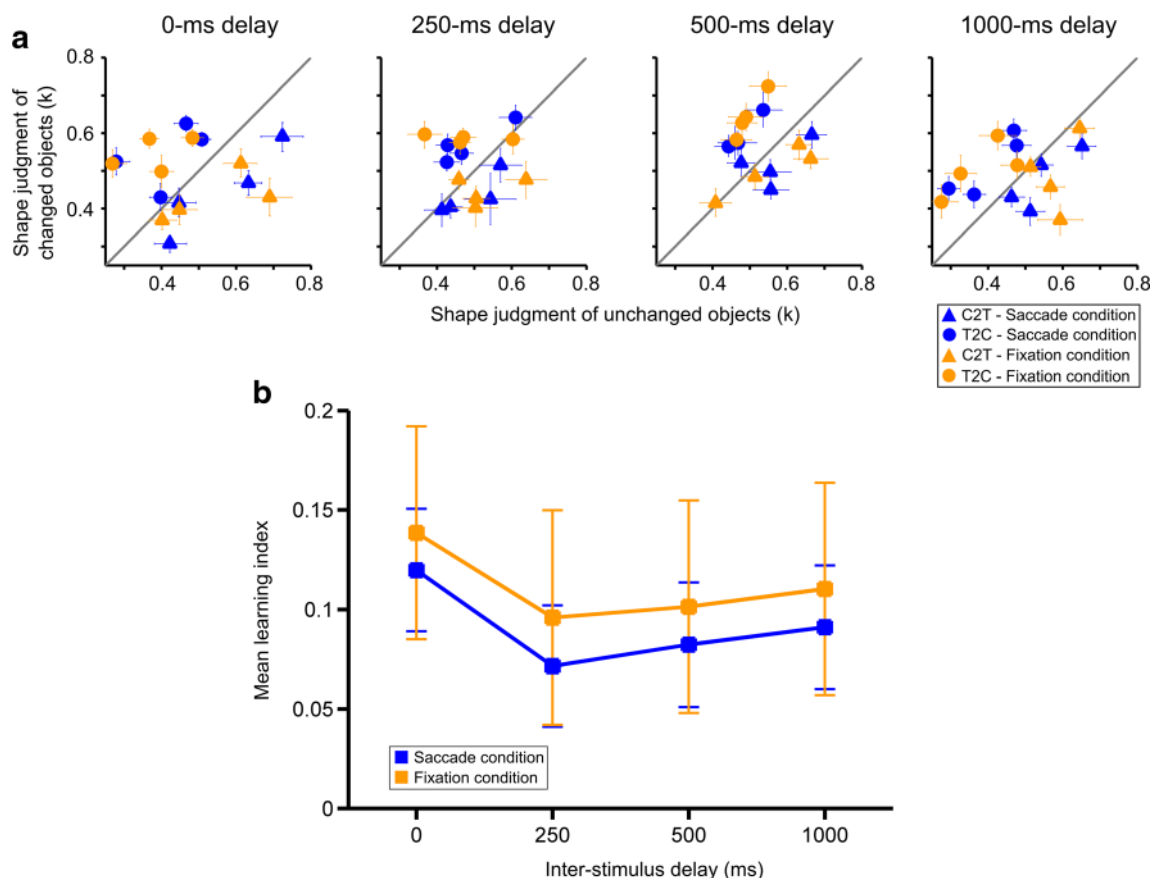 a
0-ms delay
250-ms delay
500-ms delay
1000-ms delay
Shape judgment of
changed objects (k)
0.8
0.6
0.4
0.4 0.6 0.8
0.4 0.6 0.8
0.4 0.6 0.8
0.4 0.6 0.8
Shape judgment of unchanged objects (k)
C2T - Saccade condition
T2C - Saccade condition
C2T - Fixation condition
T2C - Fixation condition
b
Mean learning index
0.2
0.15
0.1
0.05
0
Saccade condition
Fixation condition
0 250 500 1000
Inter-stimulus delay (ms)